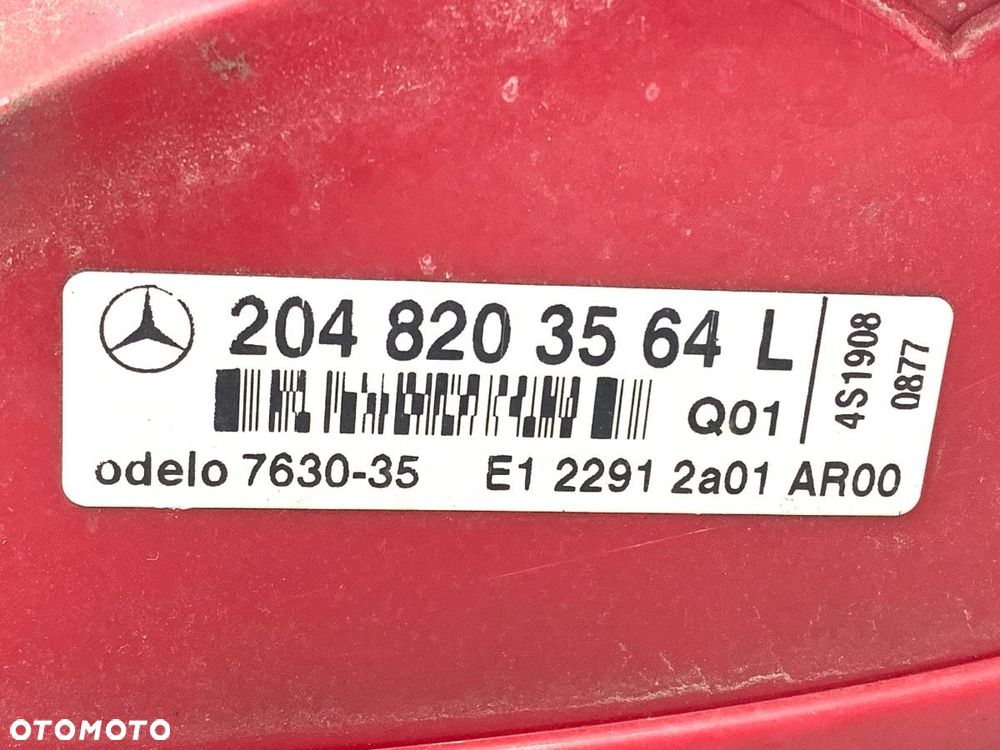 204 820 35 64 L
Q01
4S1908
0877
odelo 7630-35 E1 2291 2a01 AR00
OTOMOTO